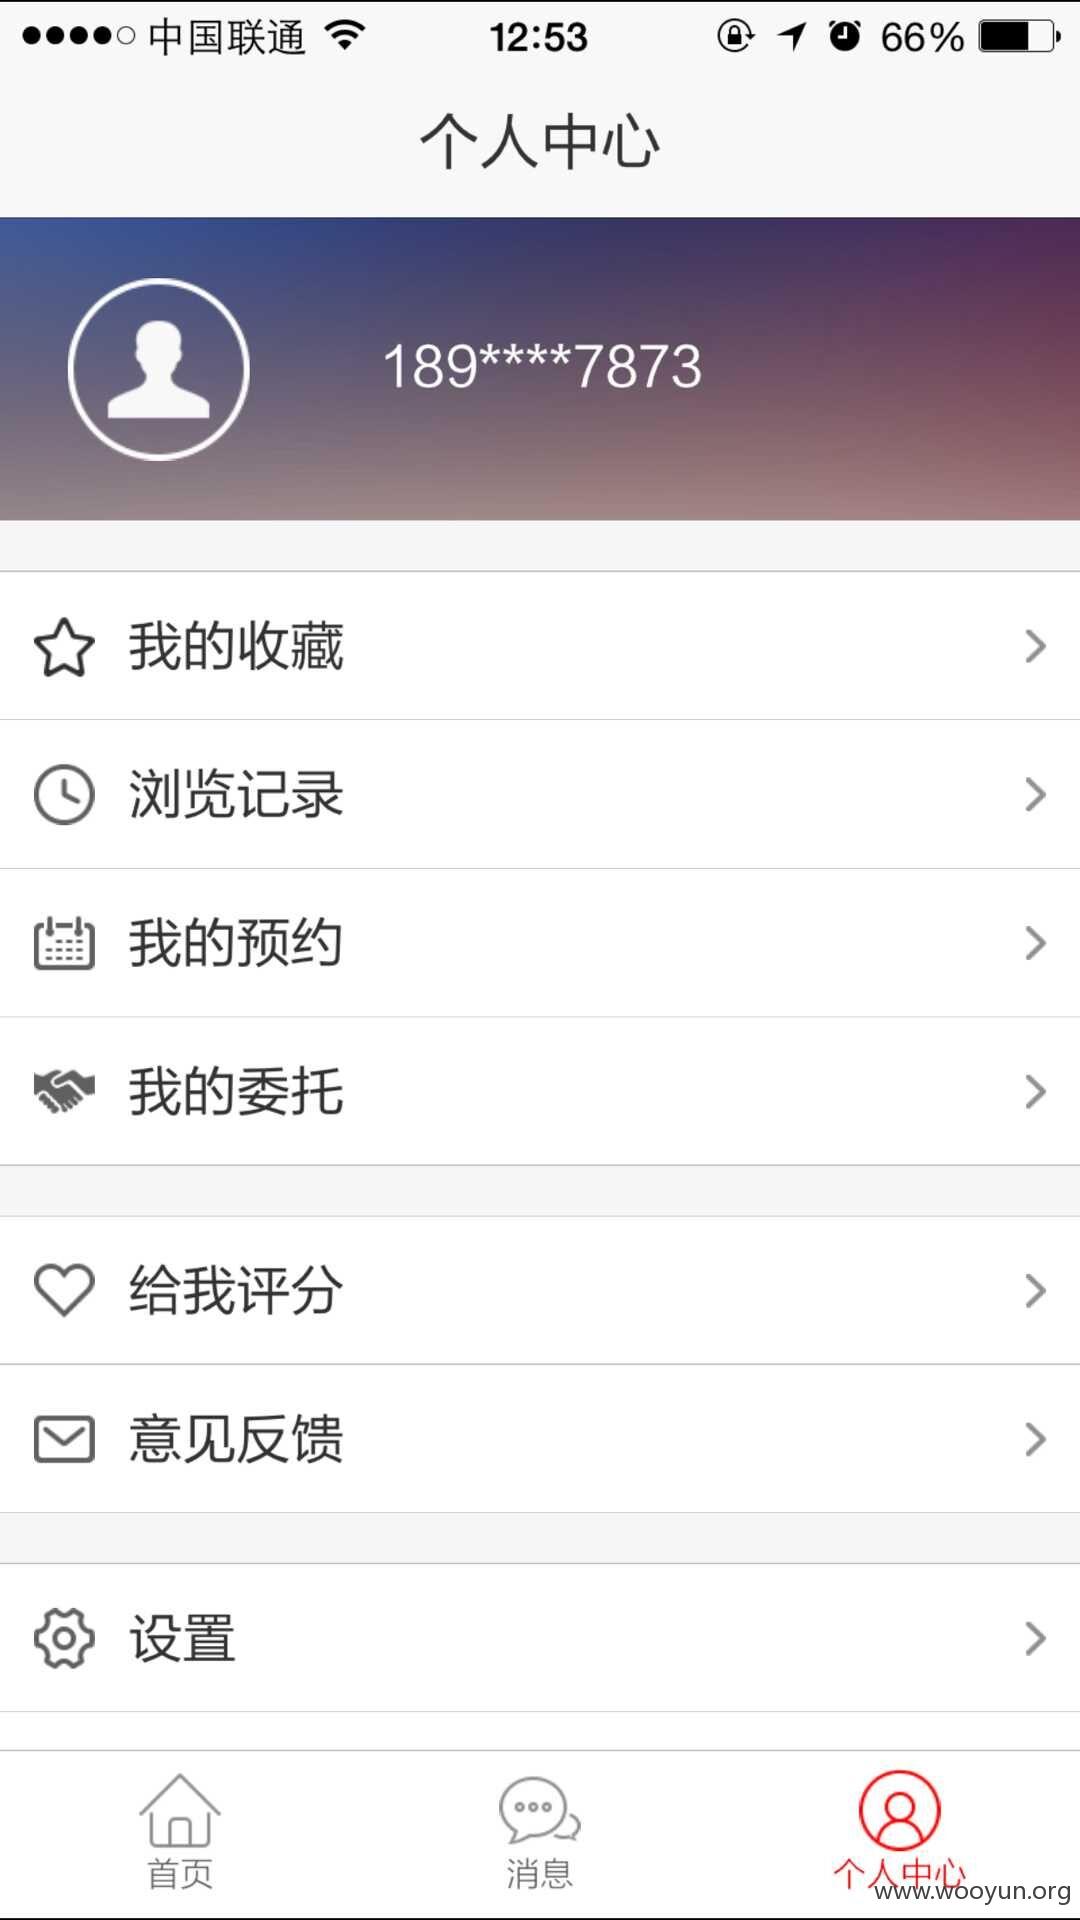 中国联通 12:53 66%
个人中心
189****7873
我的收藏
浏览记录
我的预约
我的委托
给我评分
意见反馈
设置
首页 消息 个人中心
www.wooyun.org